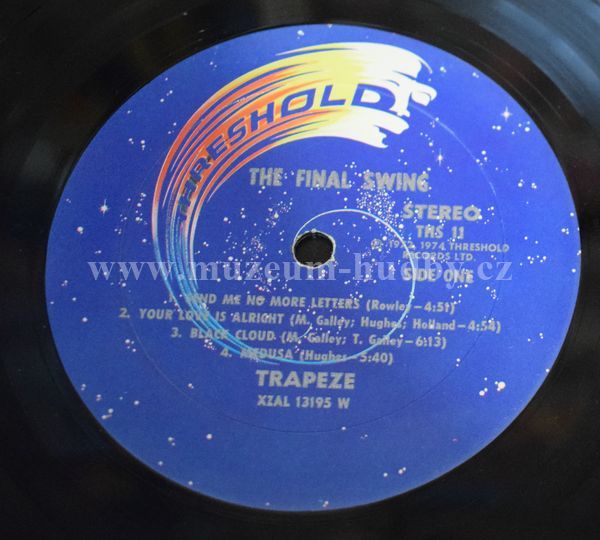 THRESHOLD
THE FINAL SWING
STEREO
THS 11
1974 THRESHOLD
RECORDS LTD.
SIDE ONE
www.muzeum-hudby.cz
1. SEND ME NO MORE LETTERS (Rowley—4:51)
2. YOUR LOVE IS ALRIGHT (M. Galley; Hughes; Holland—4:54)
3. BLACK CLOUD (M. Galley; T. Galley—6:13)
4. MEDUSA (Hughes—5:40)
TRAPEZE
XZAL 13195 W